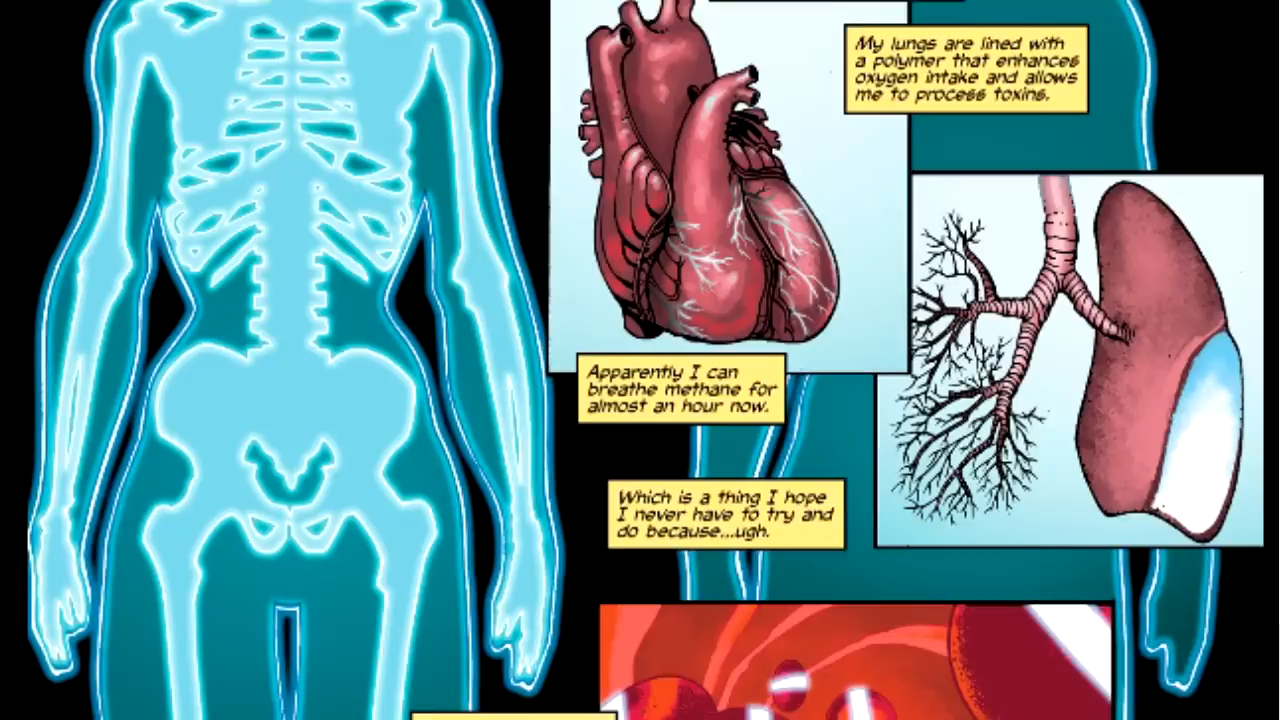 My lungs are lined with
a polymer that enhances
oxygen intake and allows
me to process toxins.
Apparently I can
breathe methane for
almost an hour now.
Which is a thing I hope
I never have to try and
do because...ugh.